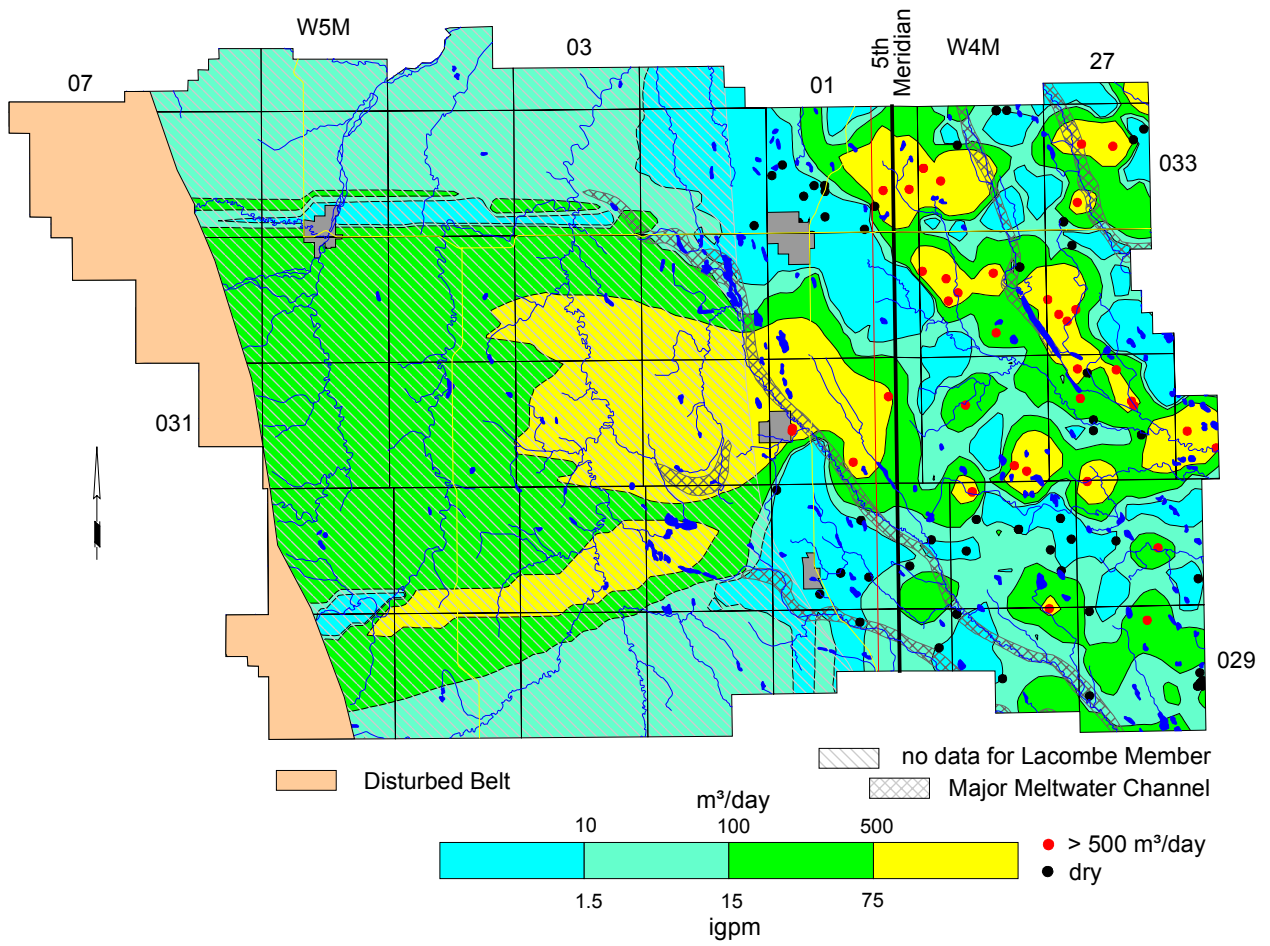 W5M
03
5th
Meridian
W4M
07
01
27
033
031
029
no data for Lacombe Member
Disturbed Belt
Major Meltwater Channel
m³/day
10
100
500
> 500 m³/day
dry
1.5
15
75
igpm